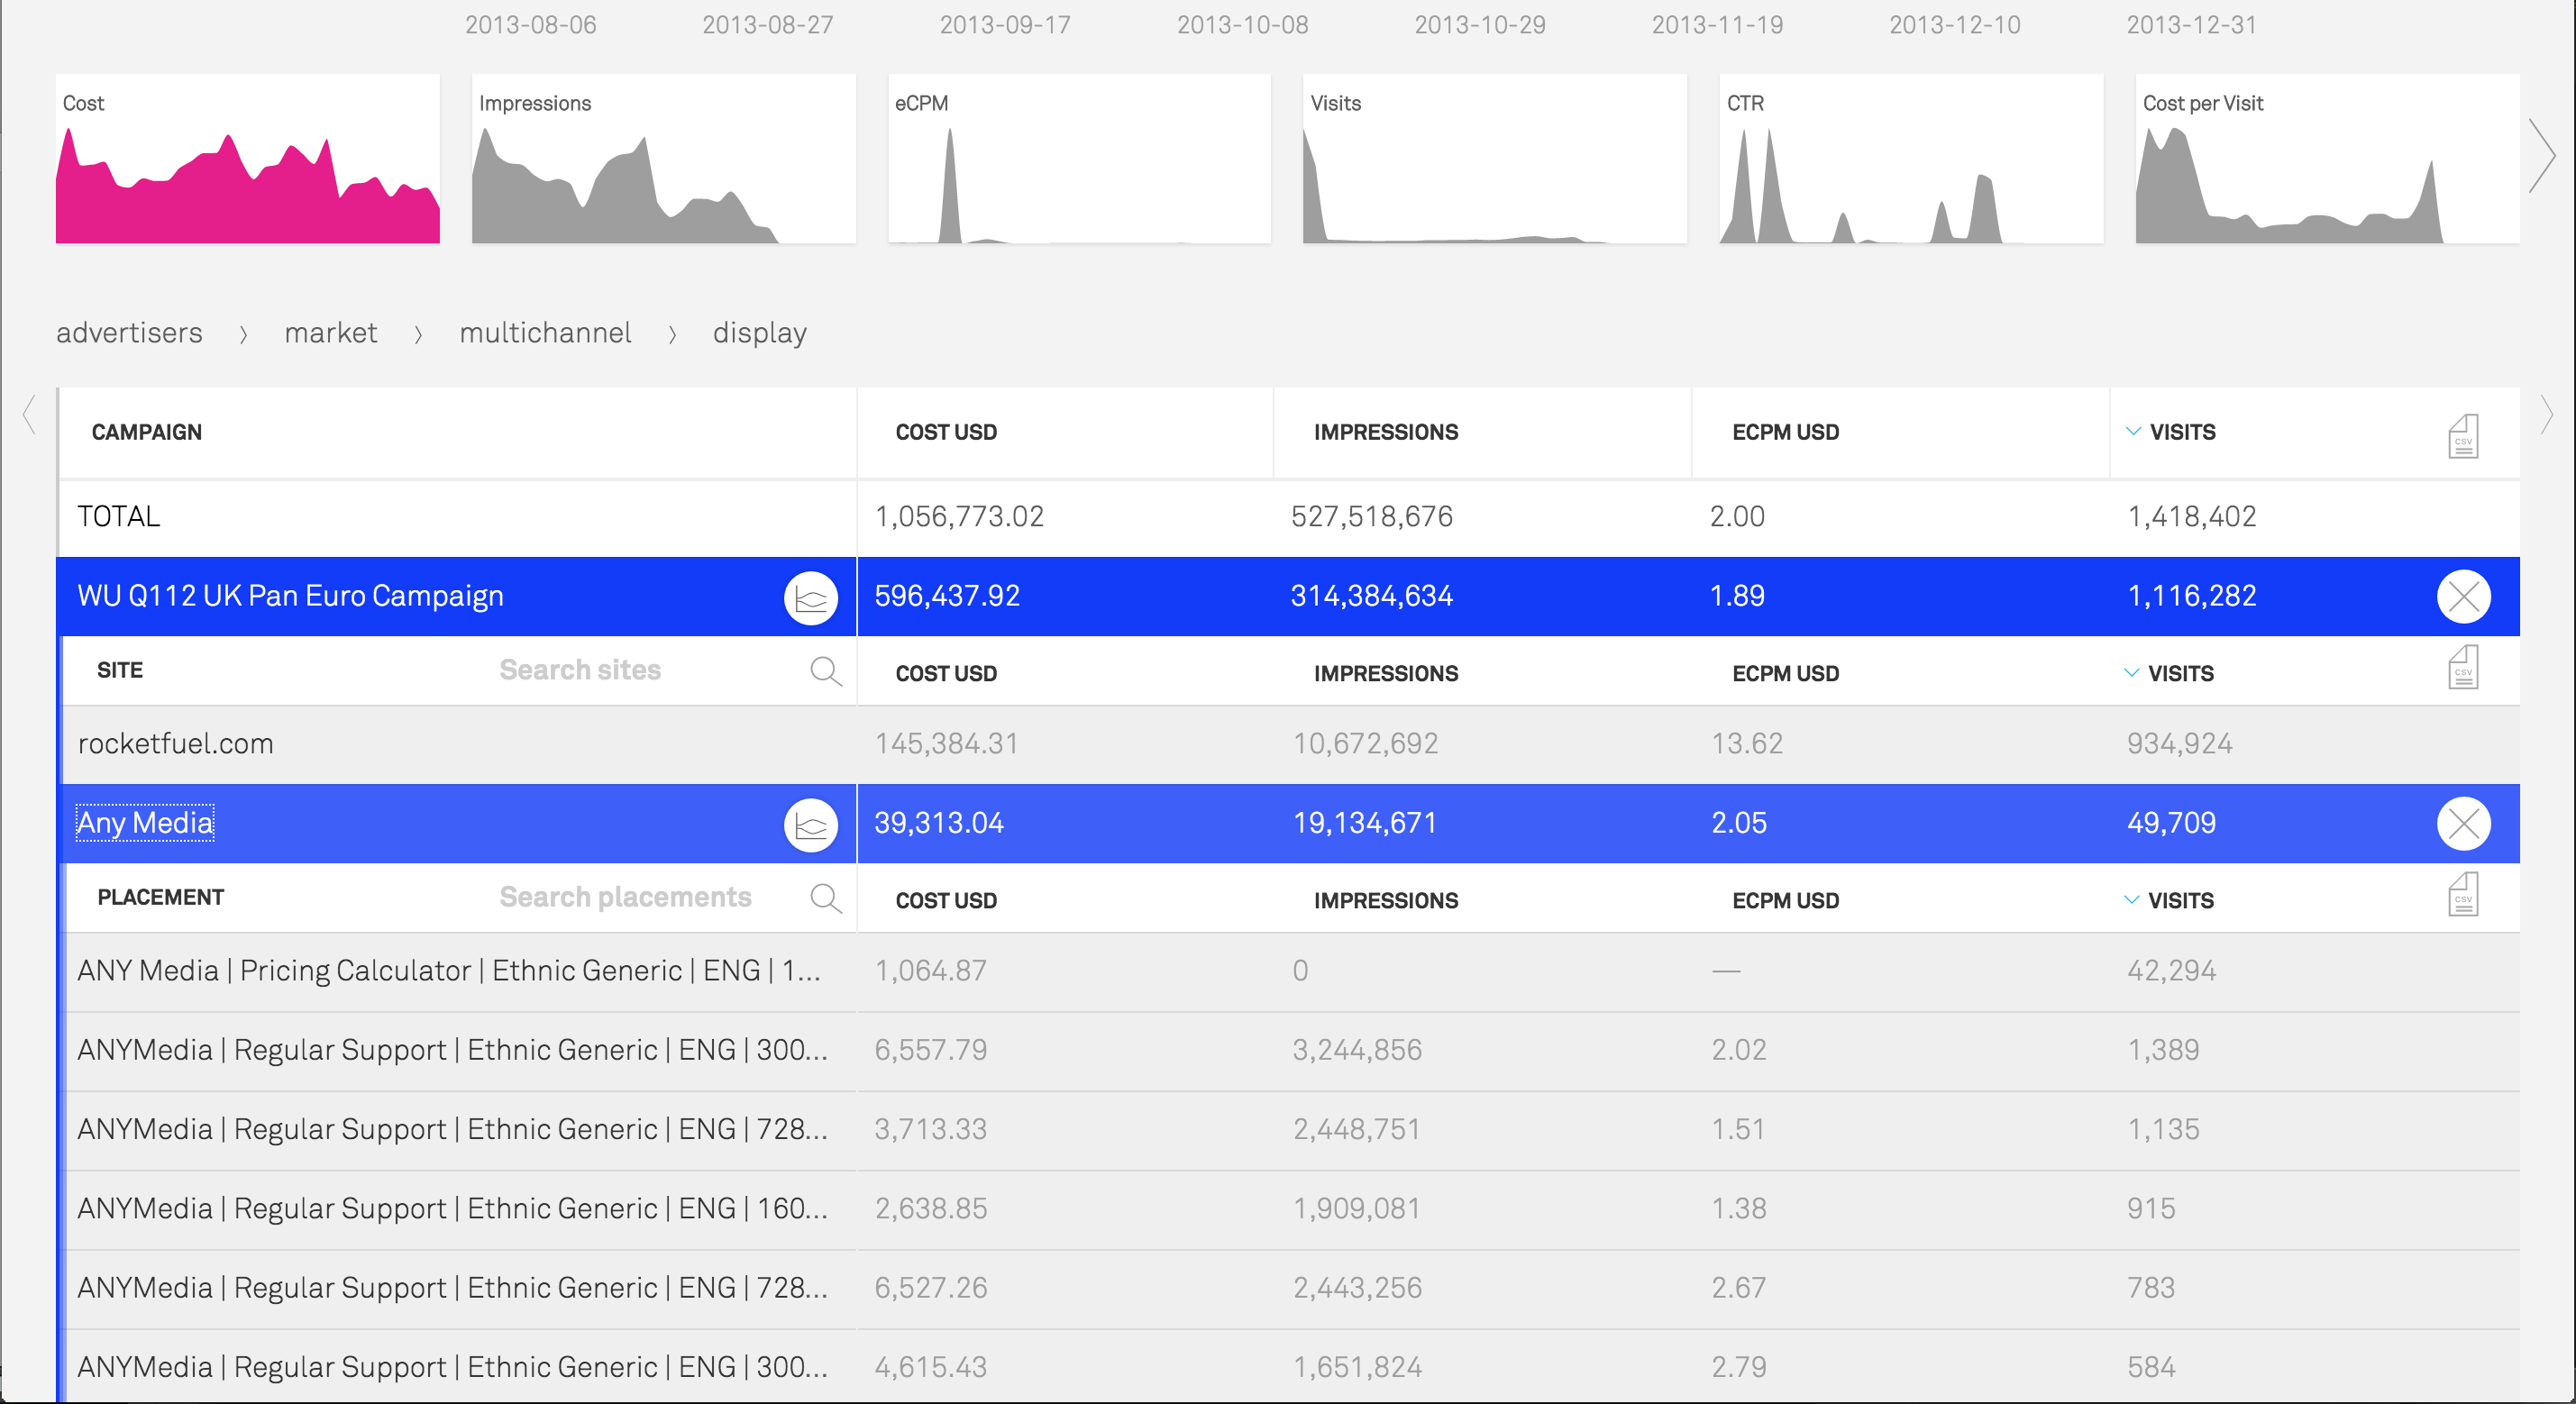 2013-08-06 2013-08-27 2013-09-17 2013-10-08 2013-10-29 2013-11-19 2013-12-10 2013-12-31
Cost Impressions eCPM Visits CTR Cost per Visit
advertisers 〉 market 〉 multichannel 〉 display
CAMPAIGN COST USD IMPRESSIONS ECPM USD VISITS CSV
TOTAL 1,056,773.02 527,518,676 2.00 1,418,402
WU Q112 UK Pan Euro Campaign 596,437.92 314,384,634 1.89 1,116,282
SITE Search sites COST USD IMPRESSIONS ECPM USD VISITS CSV
rocketfuel.com 145,384.31 10,672,692 13.62 934,924
Any Media 39,313.04 19,134,671 2.05 49,709
PLACEMENT Search placements COST USD IMPRESSIONS ECPM USD VISITS CSV
ANY Media | Pricing Calculator | Ethnic Generic | ENG | 1... 1,064.87 0 — 42,294
ANYMedia | Regular Support | Ethnic Generic | ENG | 300... 6,557.79 3,244,856 2.02 1,389
ANYMedia | Regular Support | Ethnic Generic | ENG | 728... 3,713.33 2,448,751 1.51 1,135
ANYMedia | Regular Support | Ethnic Generic | ENG | 160... 2,638.85 1,909,081 1.38 915
ANYMedia | Regular Support | Ethnic Generic | ENG | 728... 6,527.26 2,443,256 2.67 783
ANYMedia | Regular Support | Ethnic Generic | ENG | 300... 4,615.43 1,651,824 2.79 584